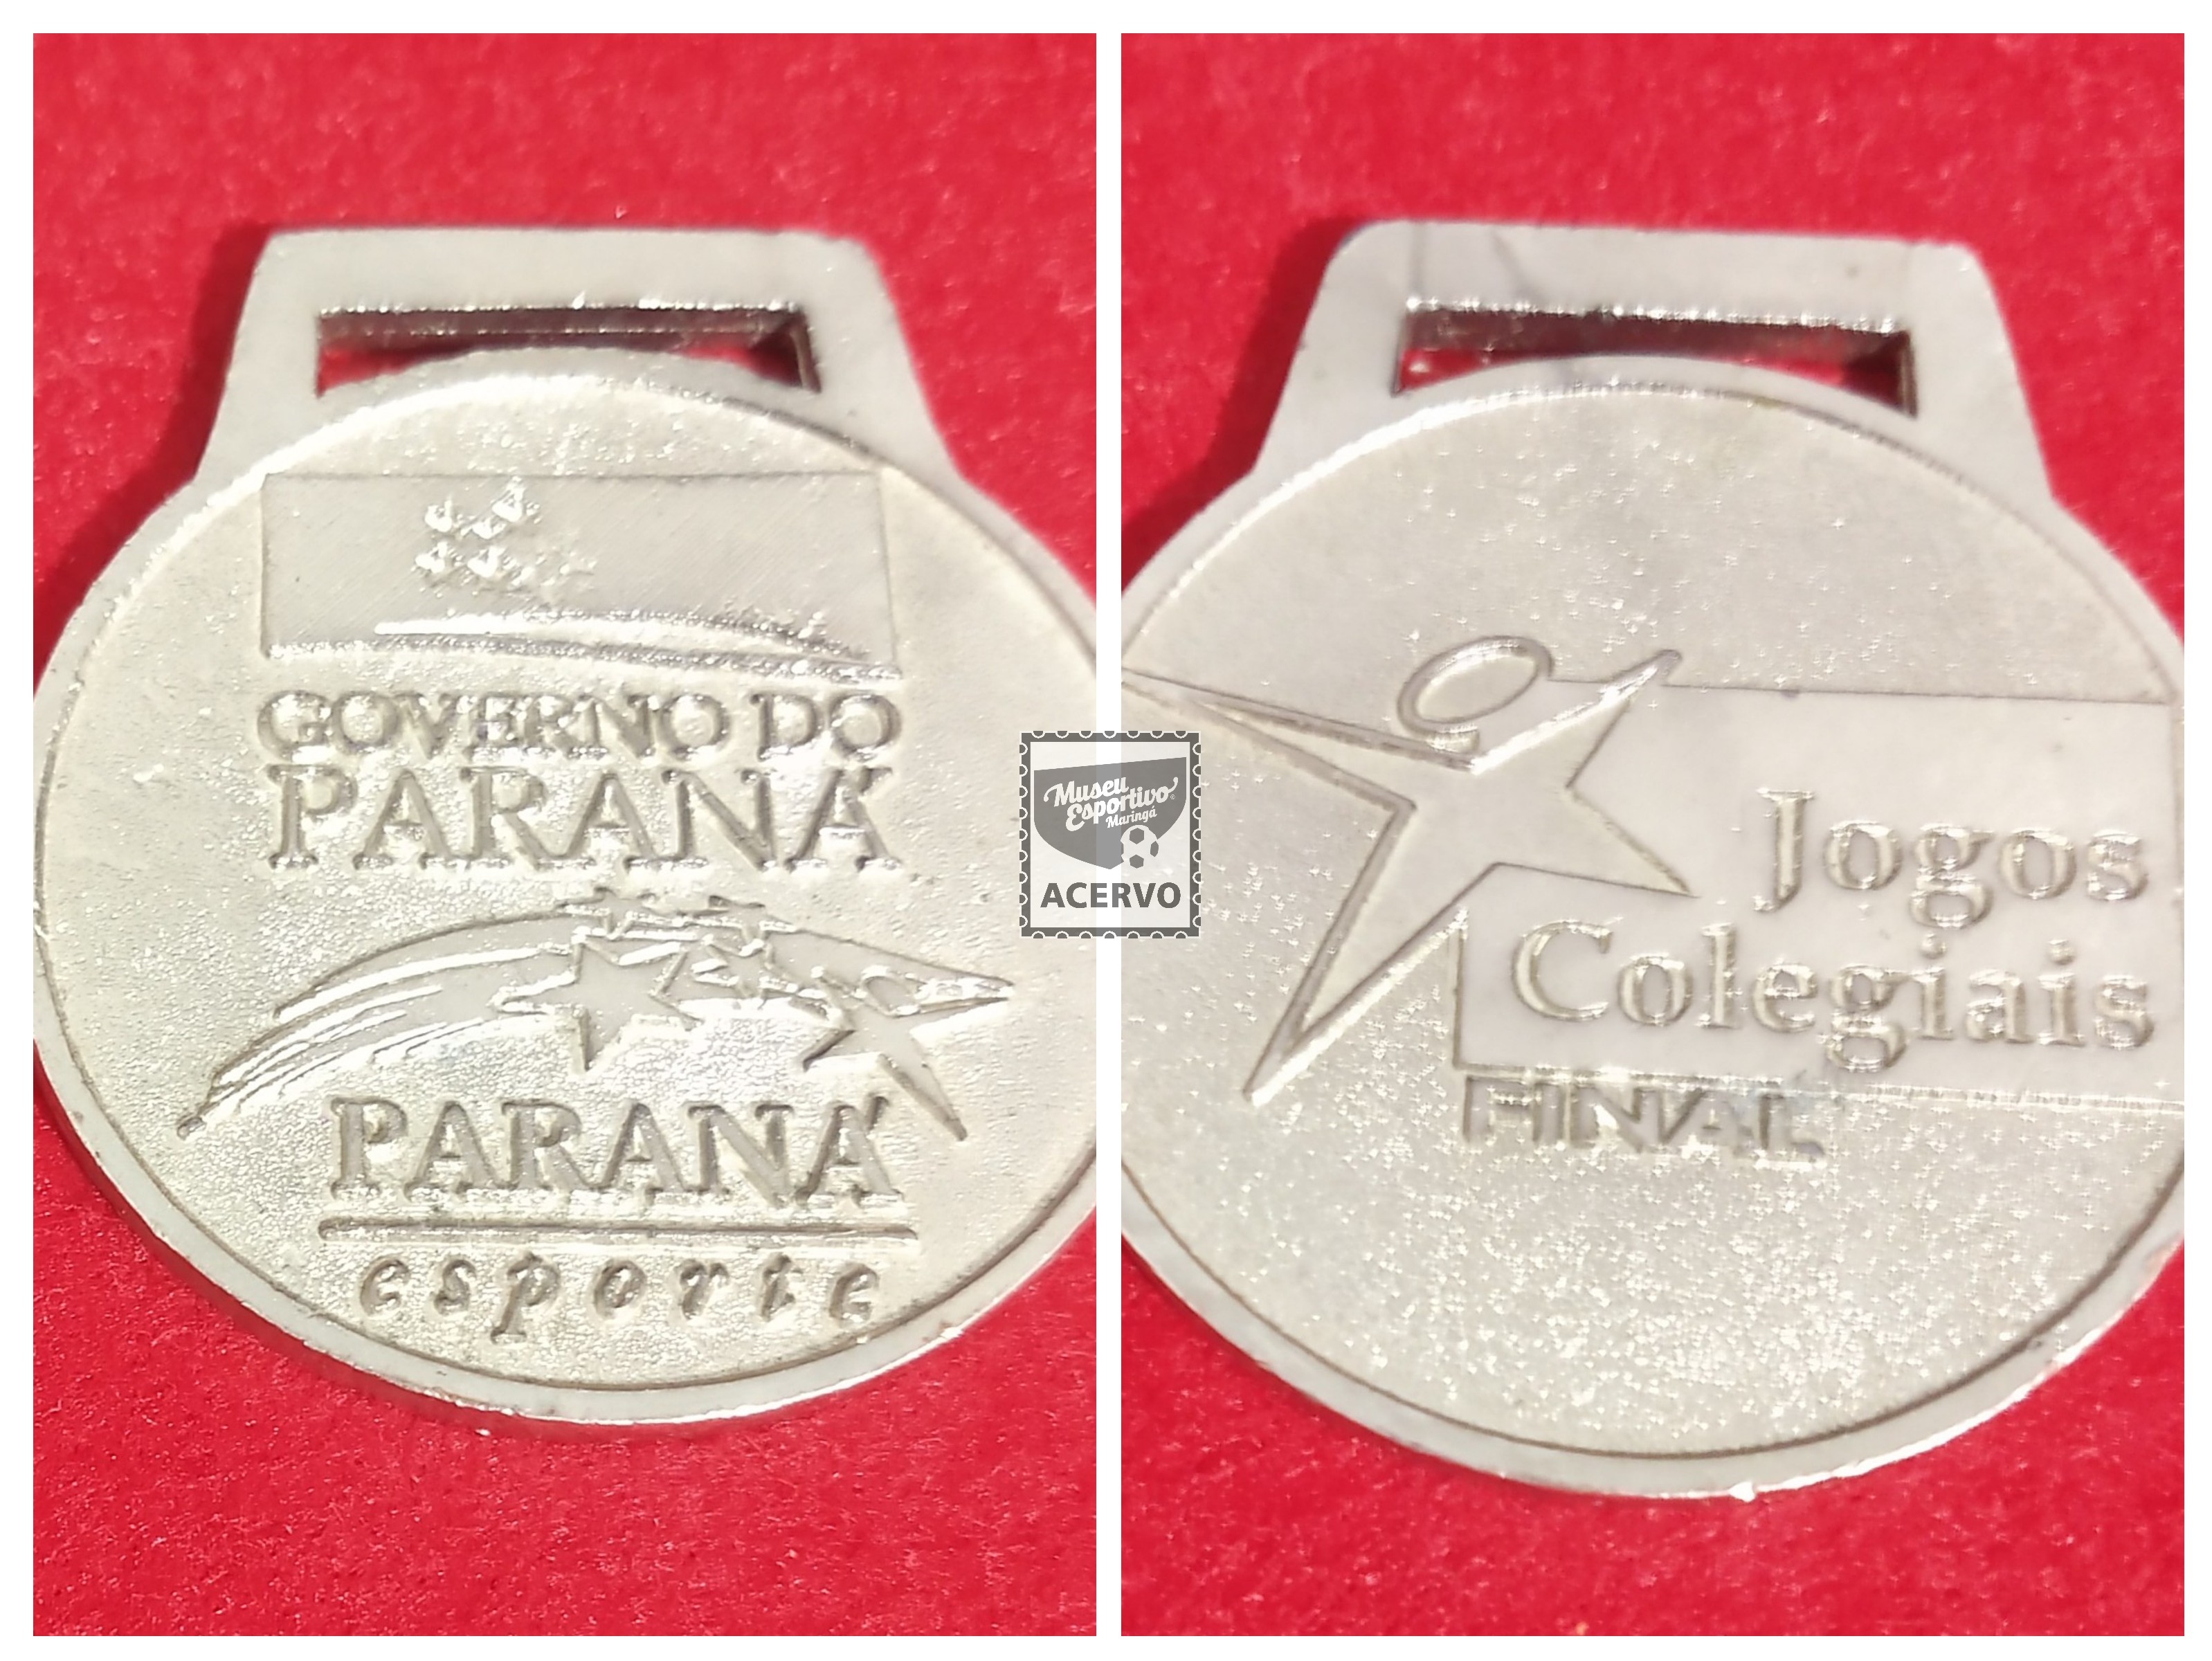 GOVERNO DO
PARANÁ
PARANÁ
esporte
Museu
Esportivo
Maringá
ACERVO
Jogos
Colegiais
FINAL